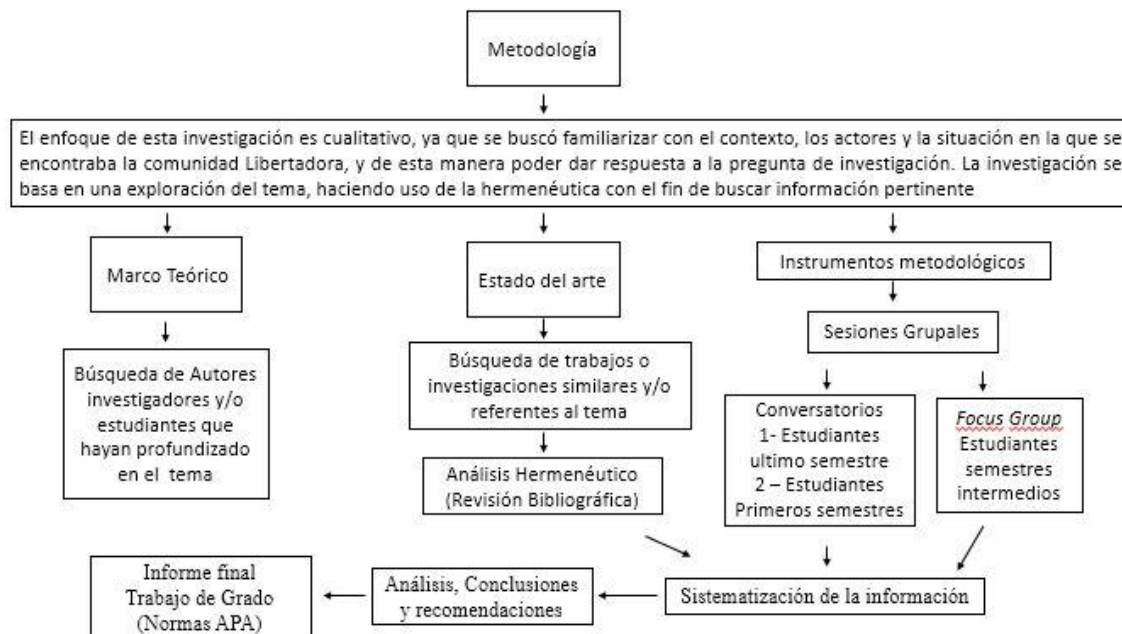 Metodología
El enfoque de esta investigación es cualitativo, ya que se buscó familiarizar con el contexto, los actores y la situación en la que se
encontraba la comunidad Libertadora, y de esta manera poder dar respuesta a la pregunta de investigación. La investigación se
basa en una exploración del tema, haciendo uso de la hermenéutica con el fin de buscar información pertinente
Marco Teórico
Estado del arte
Instrumentos metodológicos
Sesiones Grupales
Búsqueda de Autores
investigadores y/o
estudiantes que
hayan profundizado
en el tema
Búsqueda de trabajos o
investigaciones similares y/o
referentes al tema
Análisis Hermenéutico
(Revisión Bibliográfica)
Conversatorios
1- Estudiantes
ultimo semestre
2 – Estudiantes
Primeros semestres
Focus Group
Estudiantes
semestres
intermedios
Informe final
Trabajo de Grado
(Normas APA)
Análisis, Conclusiones
y recomendaciones
Sistematización de la información